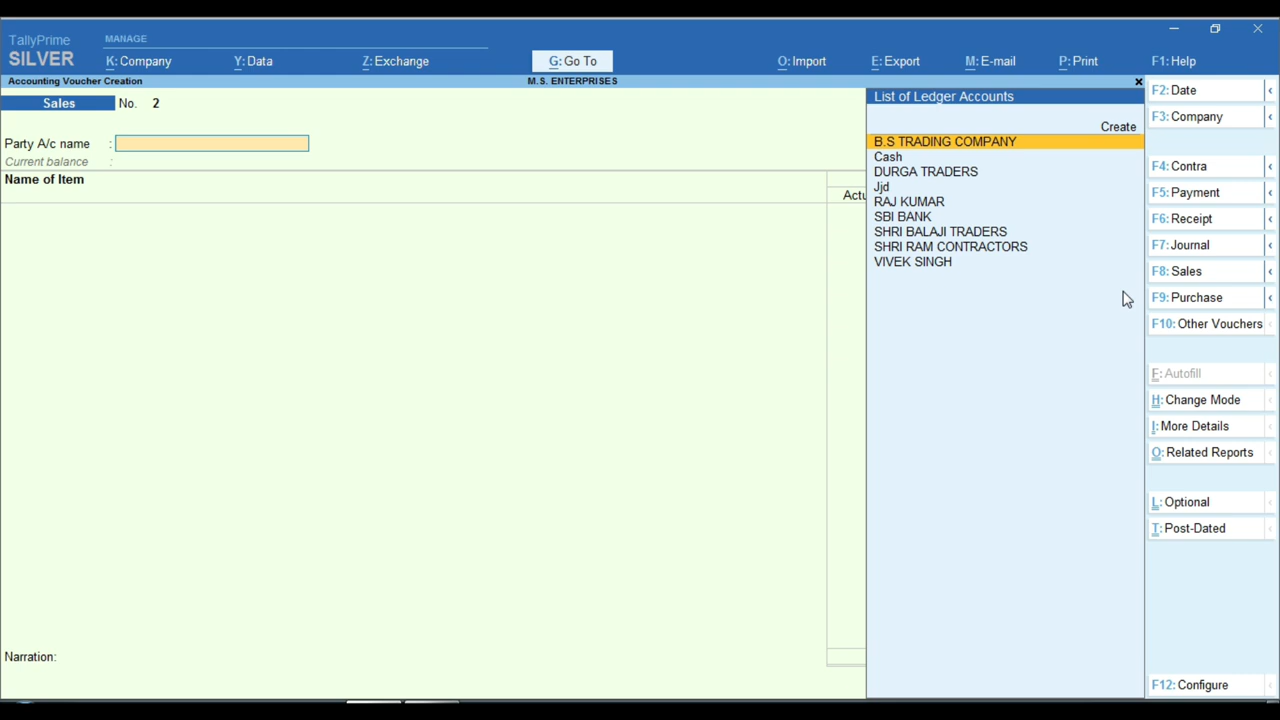 TallyPrime
SILVER
MANAGE
K: Company
Y: Data
Z: Exchange
G: Go To
O: Import
E: Export
M: E-mail
P: Print
F1: Help
Accounting Voucher Creation
M.S. ENTERPRISES
Sales No. 2
Party A/c name :
Current balance :
Name of Item
Narration:
List of Ledger Accounts
Create
B.S TRADING COMPANY
Cash
DURGA TRADERS
Jjd
RAJ KUMAR
SBI BANK
SHRI BALAJI TRADERS
SHRI RAM CONTRACTORS
VIVEK SINGH
F2: Date
F3: Company
F4: Contra
F5: Payment
F6: Receipt
F7: Journal
F8: Sales
F9: Purchase
F10: Other Vouchers
F: Autofill
H: Change Mode
I: More Details
O: Related Reports
L: Optional
T: Post-Dated
F12: Configure